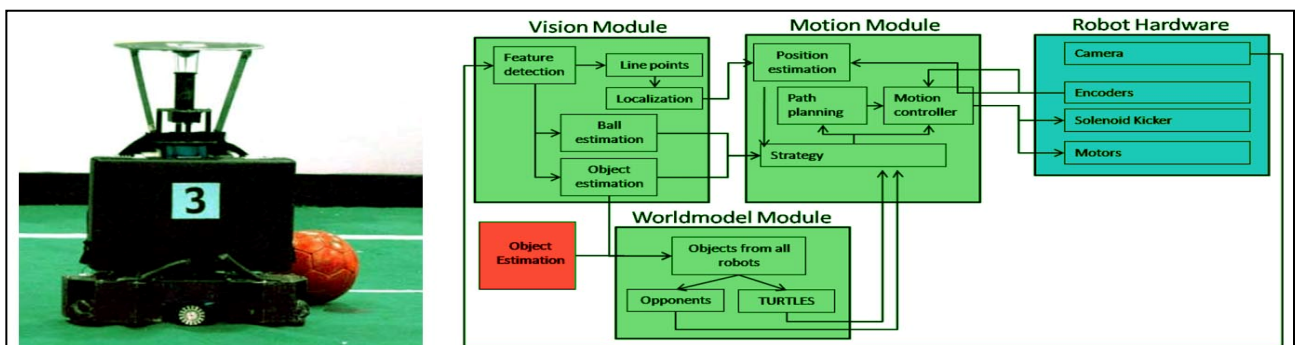 3
Vision Module
Feature
detection
Line points
Localization
Ball
estimation
Object
estimation
Motion Module
Position
estimation
Path
planning
Motion
controller
Strategy
Robot Hardware
Camera
Encoders
Solenoid Kicker
Motors
Object
Estimation
Worldmodel Module
Objects from all
robots
Opponents
TURTLES